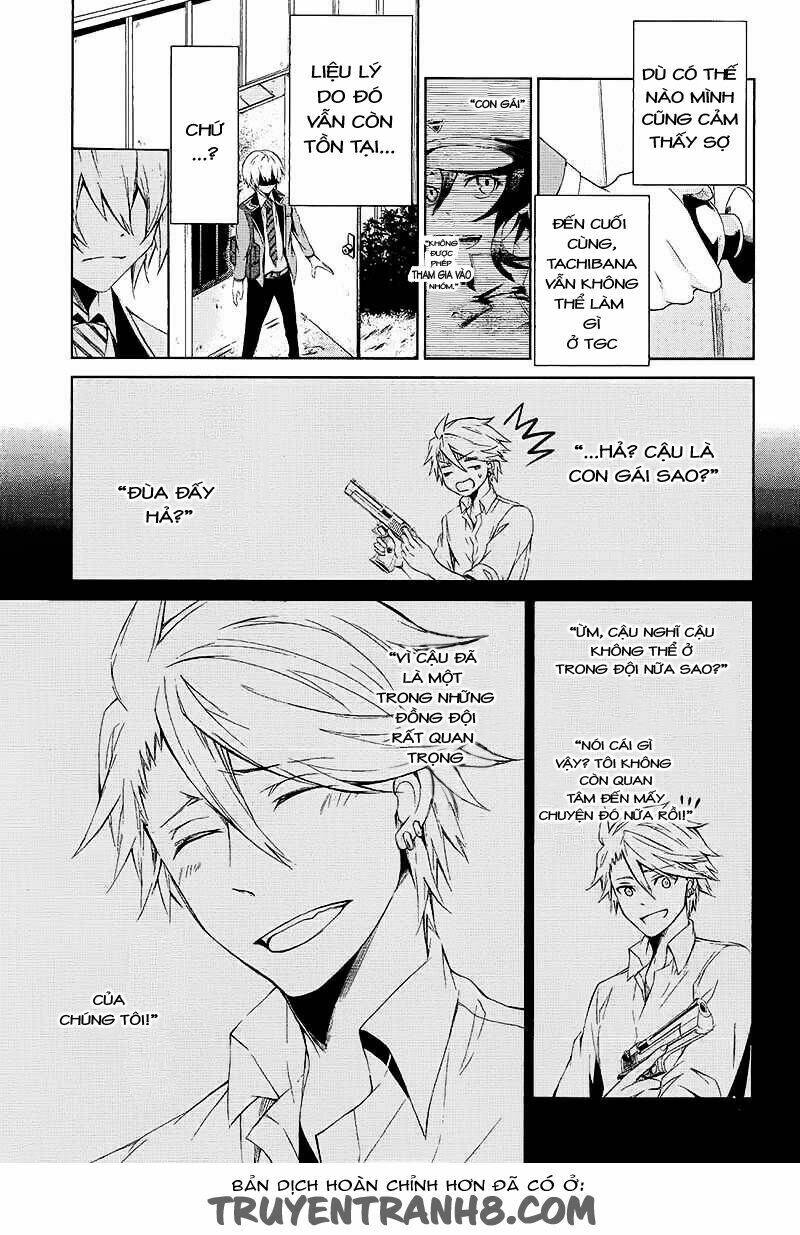 DÙ CÓ THẾ
NÀO MÌNH
CŨNG CẢM
THẤY SỢ
ĐẾN CUỐI
CÙNG,
TACHIBANA
VẪN KHÔNG
THỂ LÀM
GÌ
Ở TGC
"CON GÁI"
"KHÔNG
ĐƯỢC
PHÉP
THAM GIA VÀO
NHÓM."
LIỆU LÝ
DO ĐÓ
VẪN CÒN
TỒN TẠI...
CHỨ
...?
"...HẢ? CẬU LÀ
CON GÁI SAO?"
"ĐÙA ĐẤY
HẢ?"
"ỪM, CẬU NGHĨ CẬU
KHÔNG THỂ Ở
TRONG ĐỘI NỮA SAO?"
"NÓI CÁI GÌ
VẬY? TÔI KHÔNG
CÒN QUAN
TÂM ĐẾN MẤY
CHUYỆN ĐÓ NỮA RỒI!"
"VÌ CẬU ĐÃ
LÀ MỘT
TRONG NHỮNG
ĐỒNG ĐỘI
RẤT QUAN
TRỌNG
CỦA
CHÚNG TÔI!"
BẢN DỊCH HOÀN CHỈNH HƠN ĐÃ CÓ Ở:
TRUYENTRANH8.COM